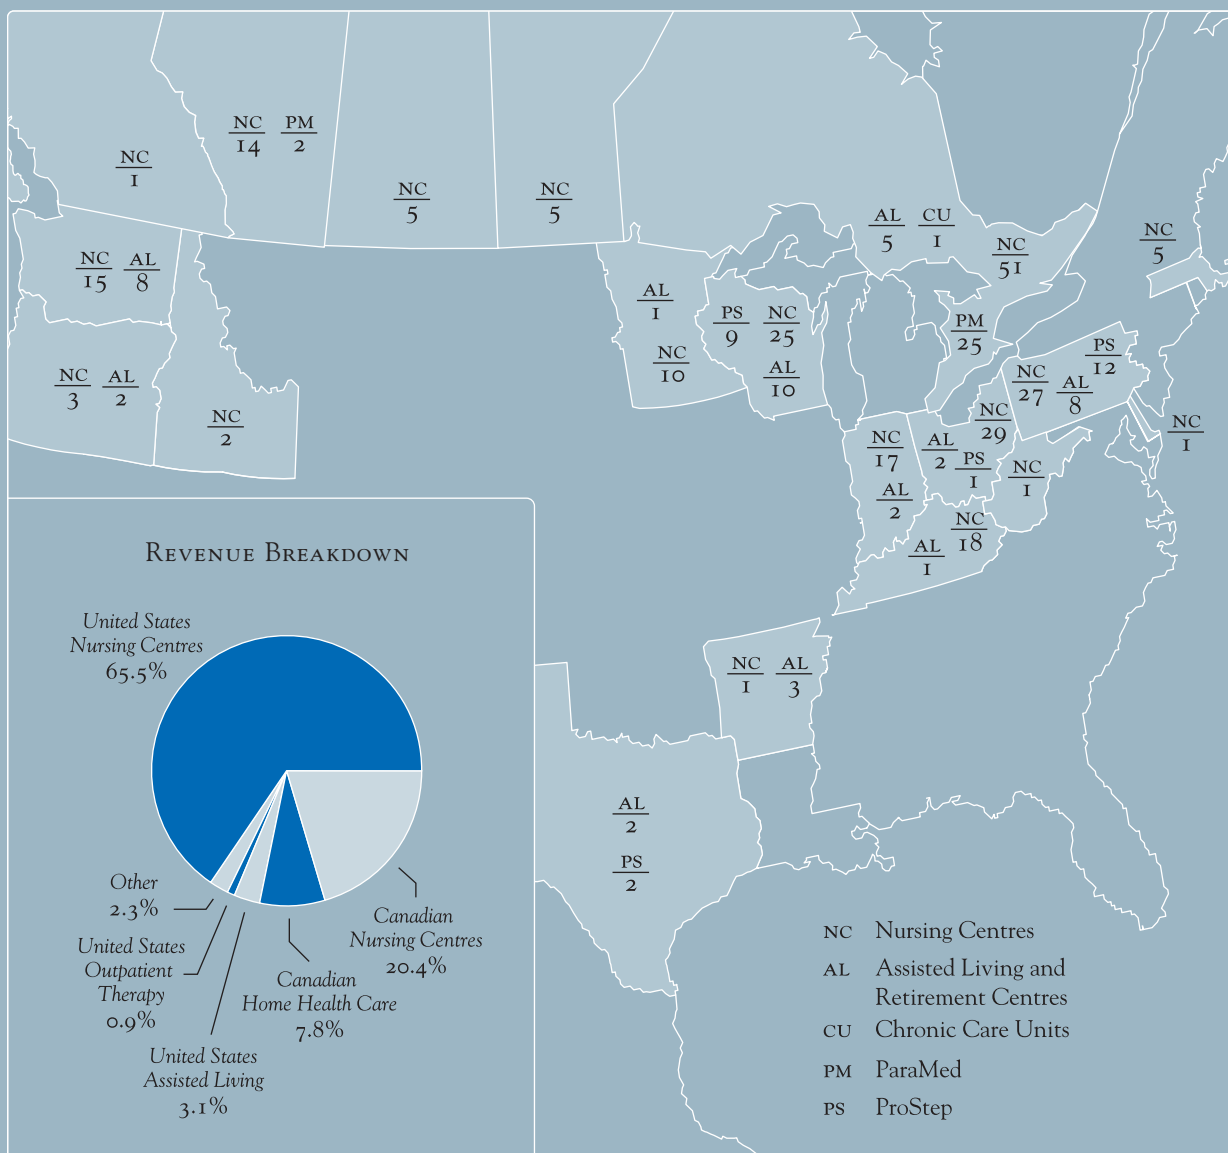 NC
14
PM
2
NC
1
NC
5
NC
5
AL
5
CU
1
NC
51
NC
5
NC
15
AL
8
AL
1
NC
10
PS
9
NC
25
AL
10
PM
25
PS
12
NC
27
AL
8
NC
3
AL
2
NC
2
NC
29
NC
1
NC
17
AL
2
AL
2
PS
1
NC
1
NC
18
AL
1
NC
1
AL
3
AL
2
PS
2
Revenue Breakdown
United States
Nursing Centres
65.5%
Other
2.3%
United States
Outpatient
Therapy
0.9%
United States
Assisted Living
3.1%
Canadian
Home Health Care
7.8%
Canadian
Nursing Centres
20.4%
NC Nursing Centres
AL Assisted Living and
Retirement Centres
CU Chronic Care Units
PM ParaMed
PS ProStep